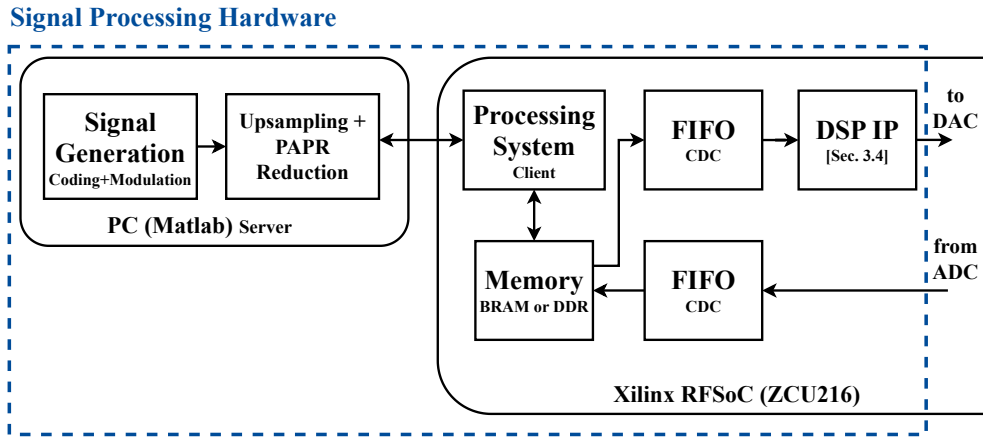 Signal Processing Hardware
Signal
Generation
Coding+Modulation
Upsampling +
PAPR
Reduction
PC (Matlab) Server
Processing
System
Client
FIFO
CDC
DSP IP
[Sec. 3.4]
to
DAC
Memory
BRAM or DDR
FIFO
CDC
from
ADC
Xilinx RFSoC (ZCU216)